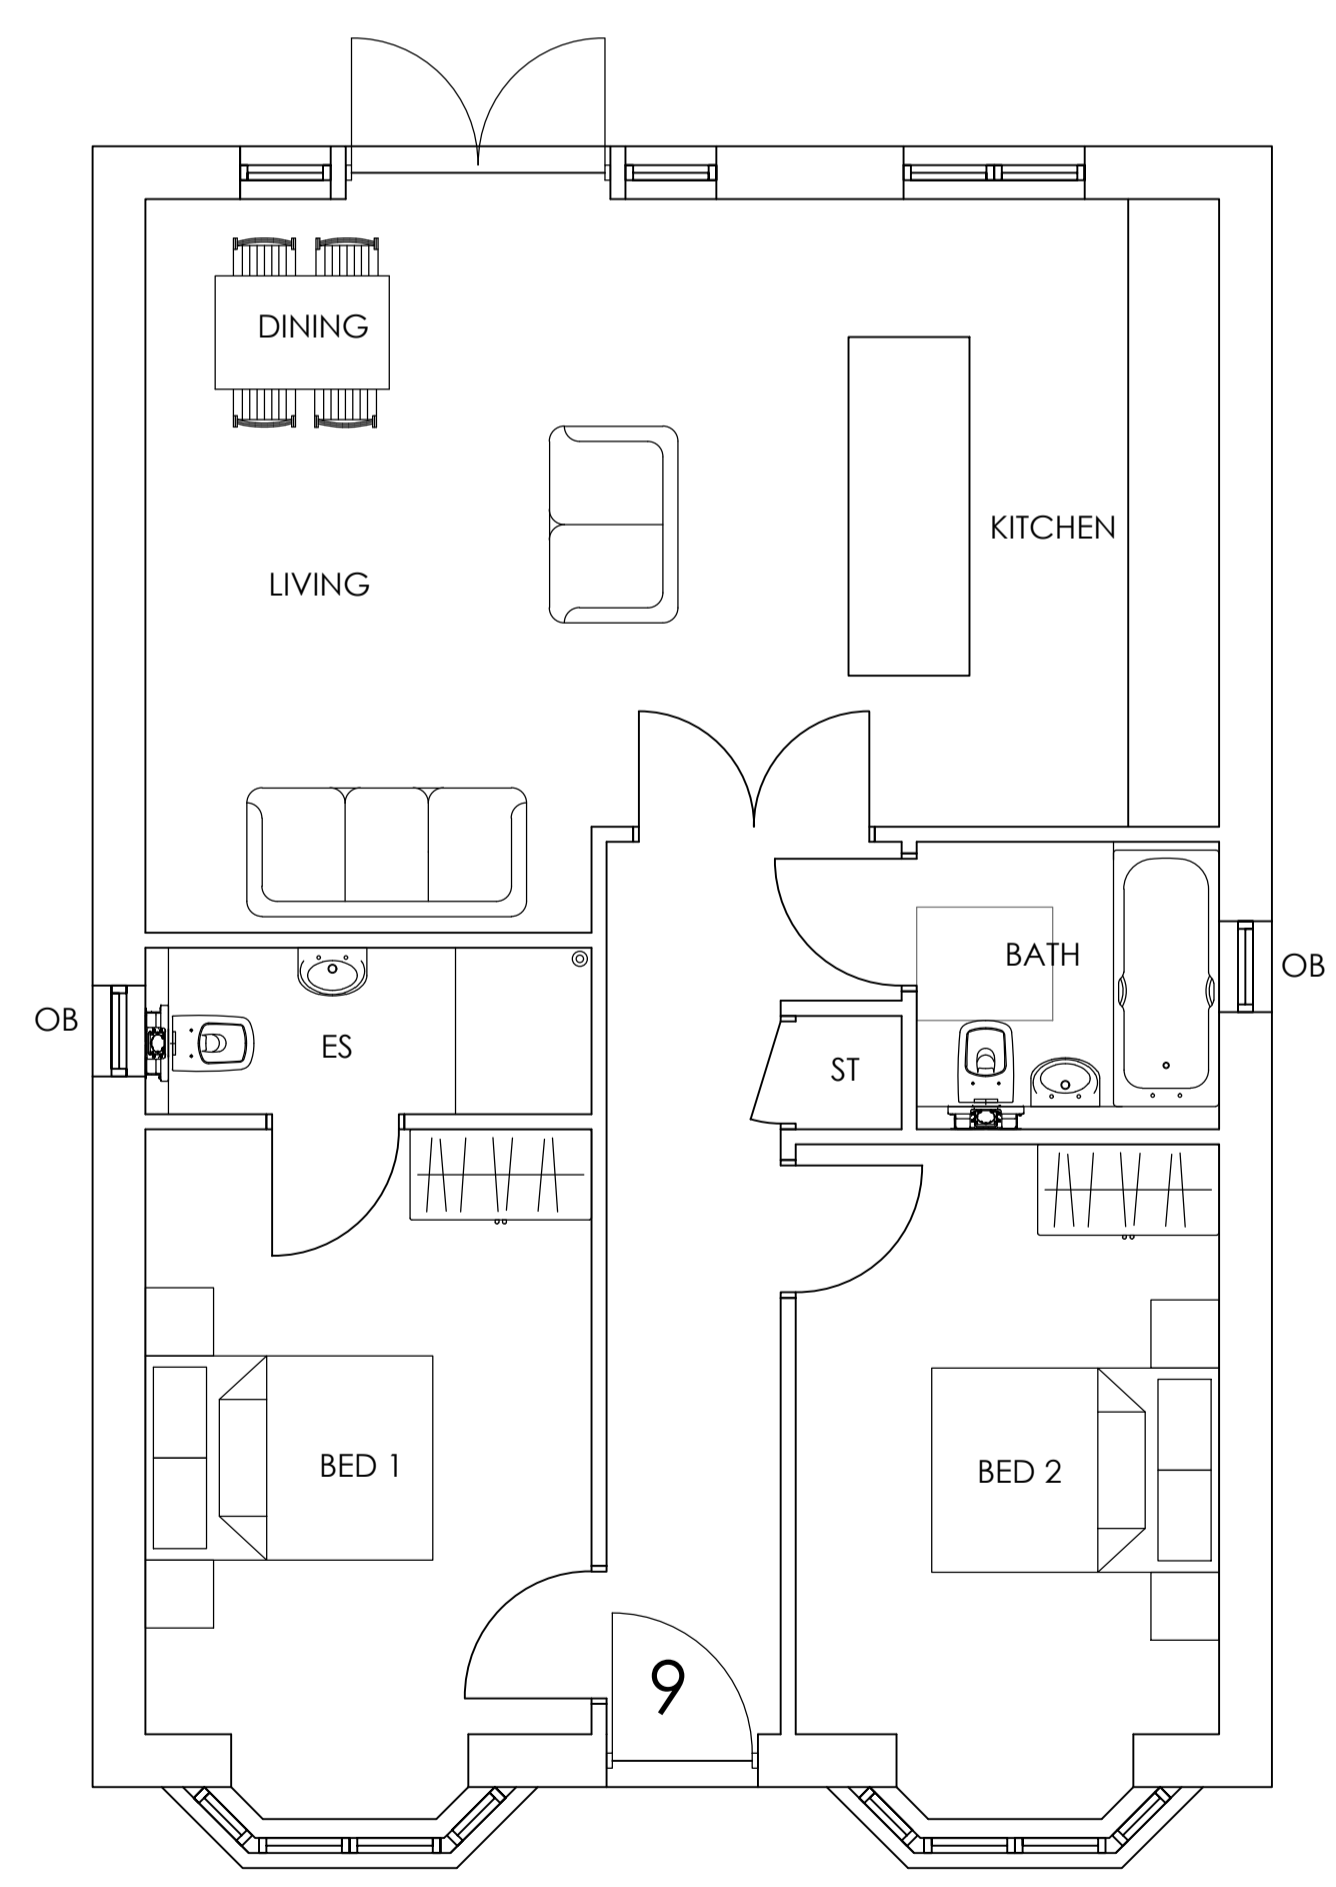 DINING
KITCHEN
LIVING
BATH
OB
OB
ES
ST
BED 1
BED 2
9